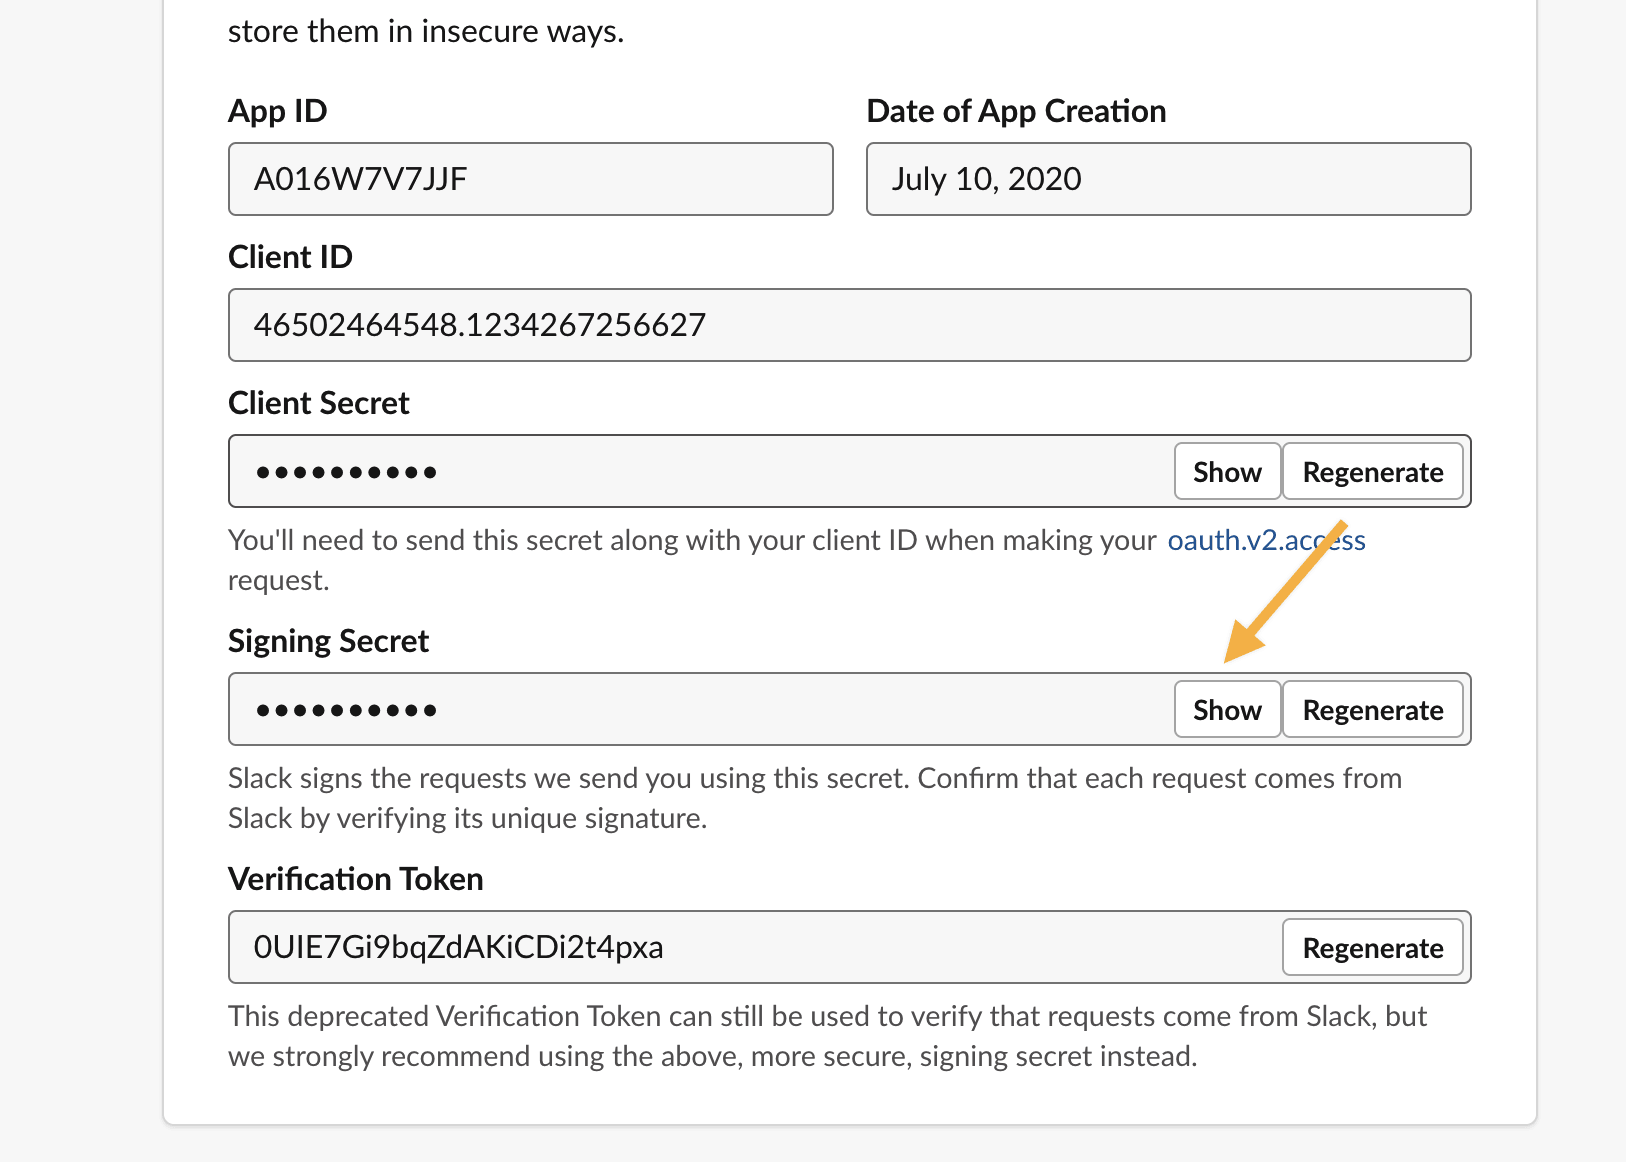 store them in insecure ways.
App ID
Date of App Creation
A016W7V7JJF
July 10, 2020
Client ID
46502464548.1234267256627
Client Secret
••••••••••
Show
Regenerate
You'll need to send this secret along with your client ID when making your oauth.v2.access
request.
Signing Secret
••••••••••
Show
Regenerate
Slack signs the requests we send you using this secret. Confirm that each request comes from
Slack by verifying its unique signature.
Verification Token
0UIE7Gi9bqZdAKiCDi2t4pxa
Regenerate
This deprecated Verification Token can still be used to verify that requests come from Slack, but
we strongly recommend using the above, more secure, signing secret instead.